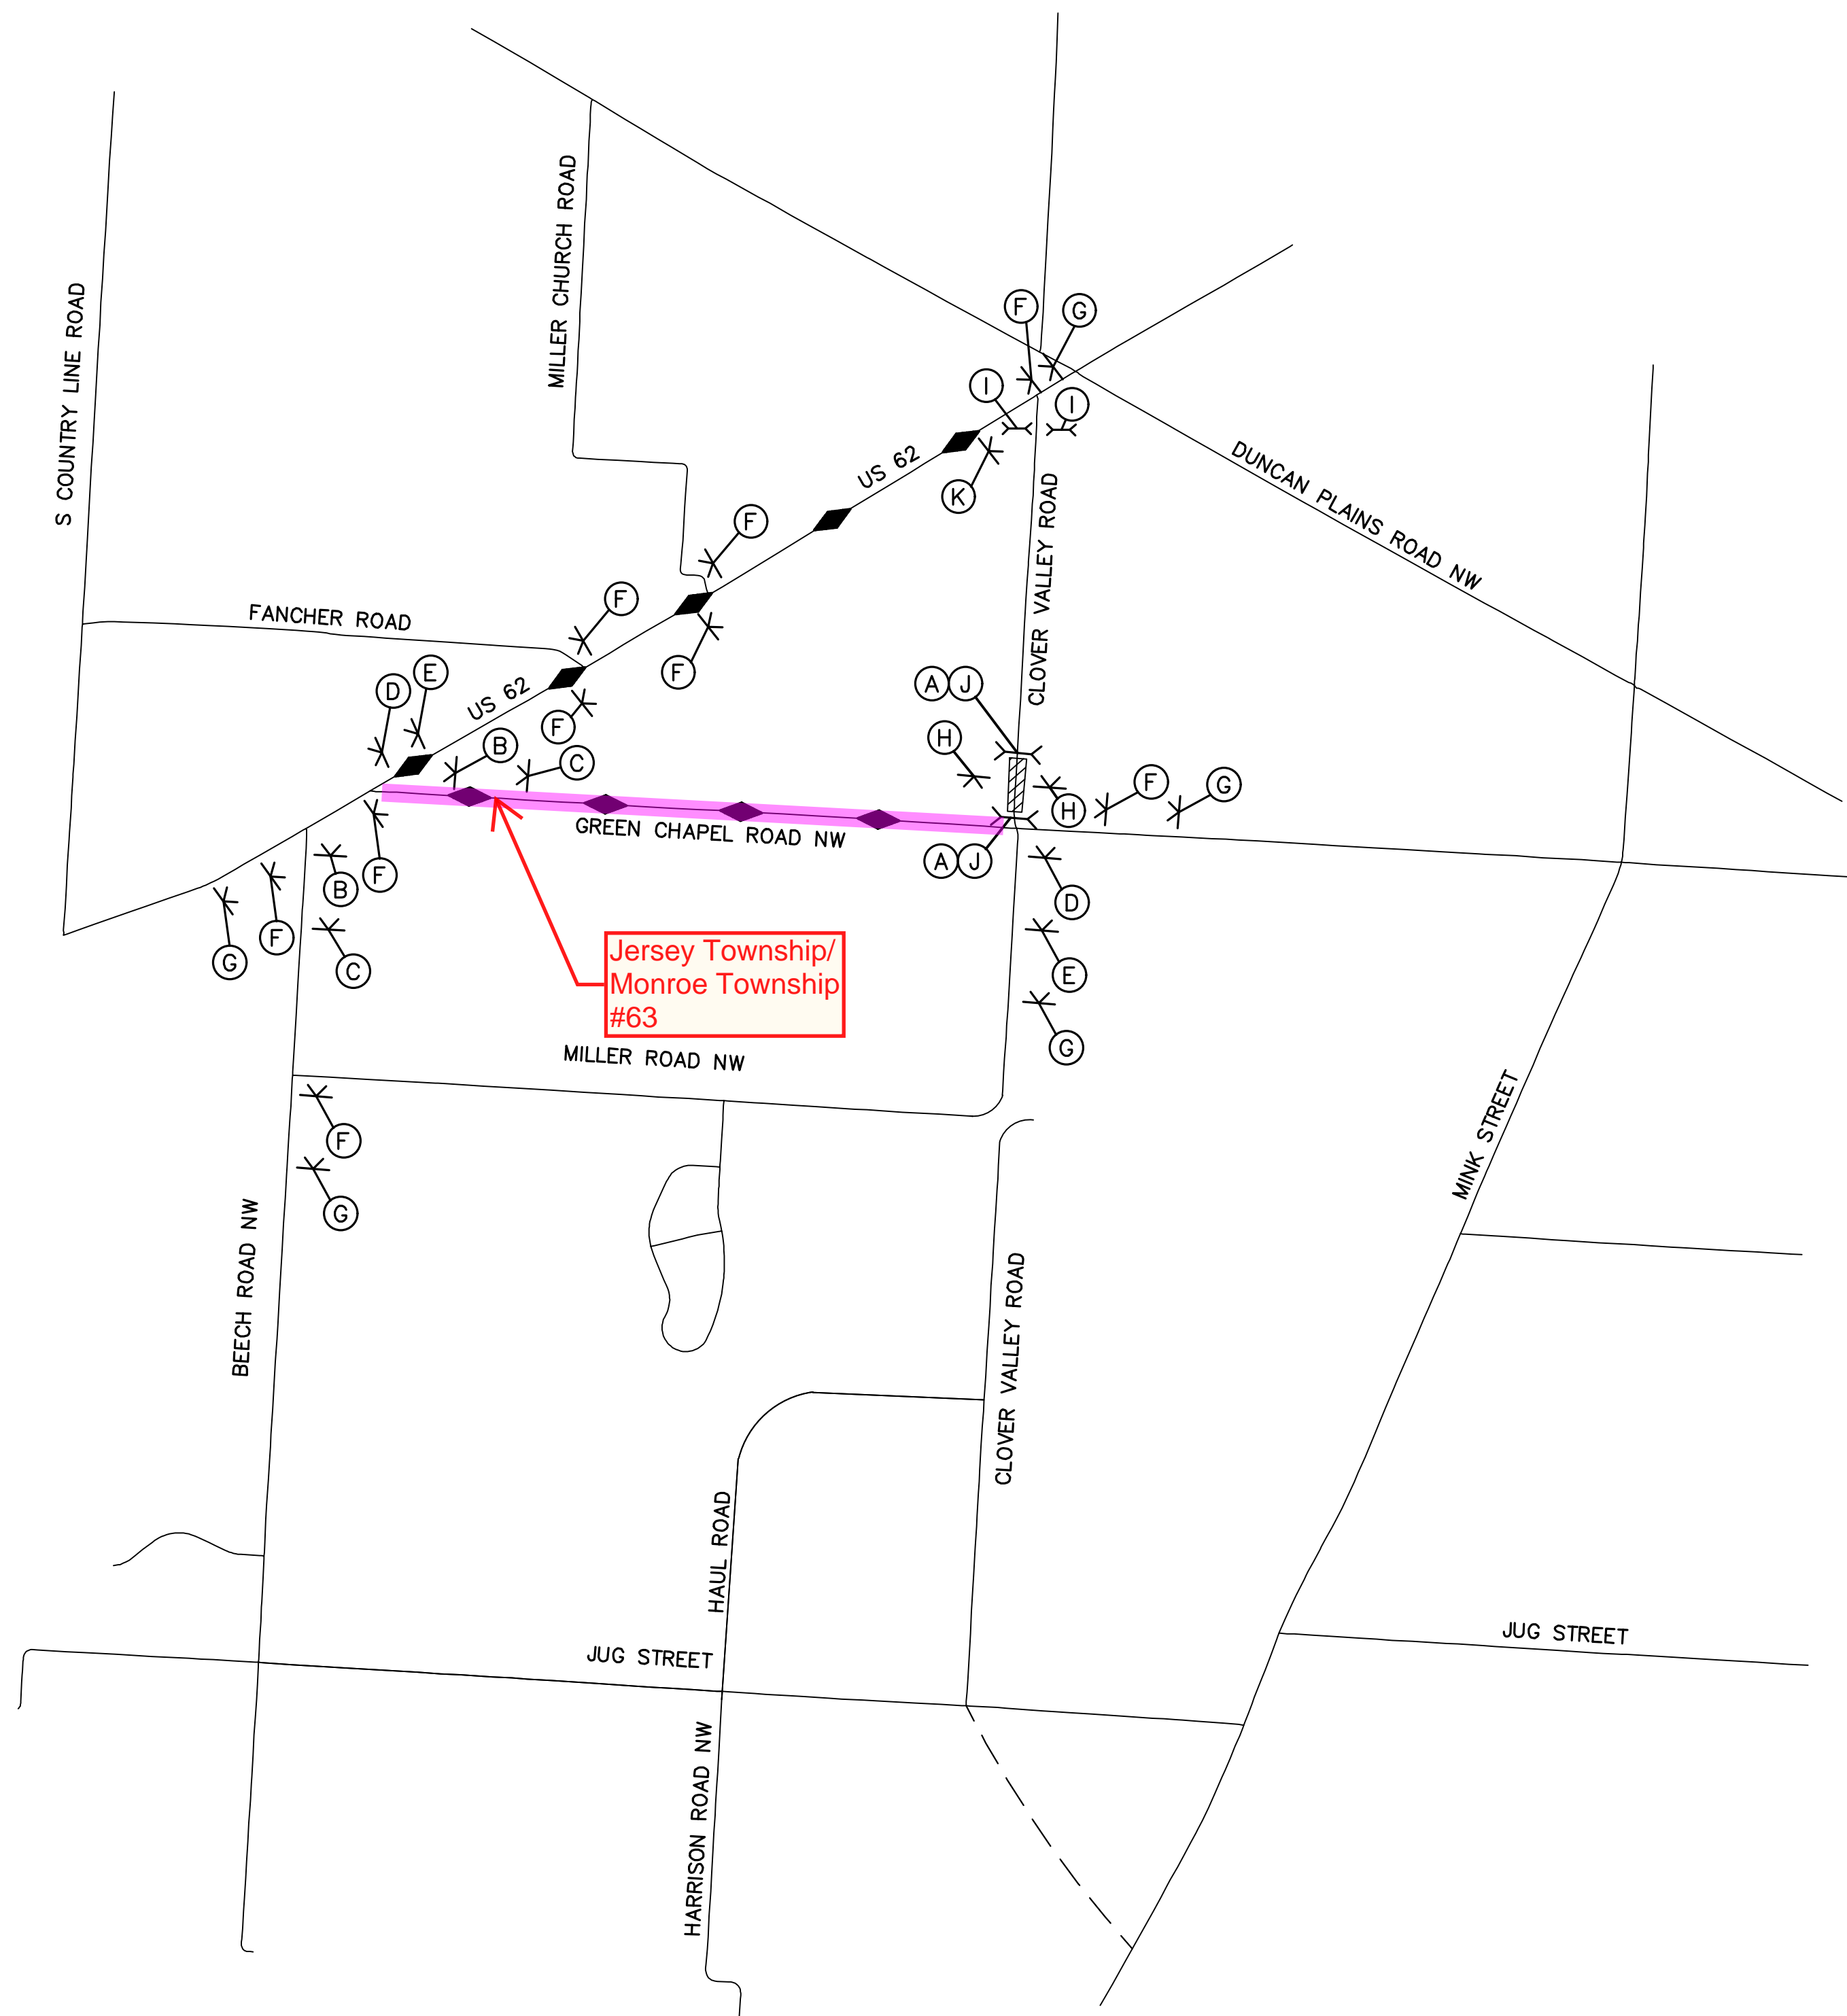 MILLER CHURCH ROAD
S COUNTRY LINE ROAD
F
G
I
I
US 62
K
DUNCAN PLAINS ROAD NW
CLOVER VALLEY ROAD
F
F
FANCHER ROAD
F
E
D
US 62
F
B
C
A J
H
F
G
H
GREEN CHAPEL ROAD NW
A J
B
F
D
F
G
C
E
Jersey Township/
Monroe Township
#63
MILLER ROAD NW
G
F
G
MINK STREET
BEECH ROAD NW
CLOVER VALLEY ROAD
HAUL ROAD
JUG STREET
JUG STREET
HARRISON ROAD NW